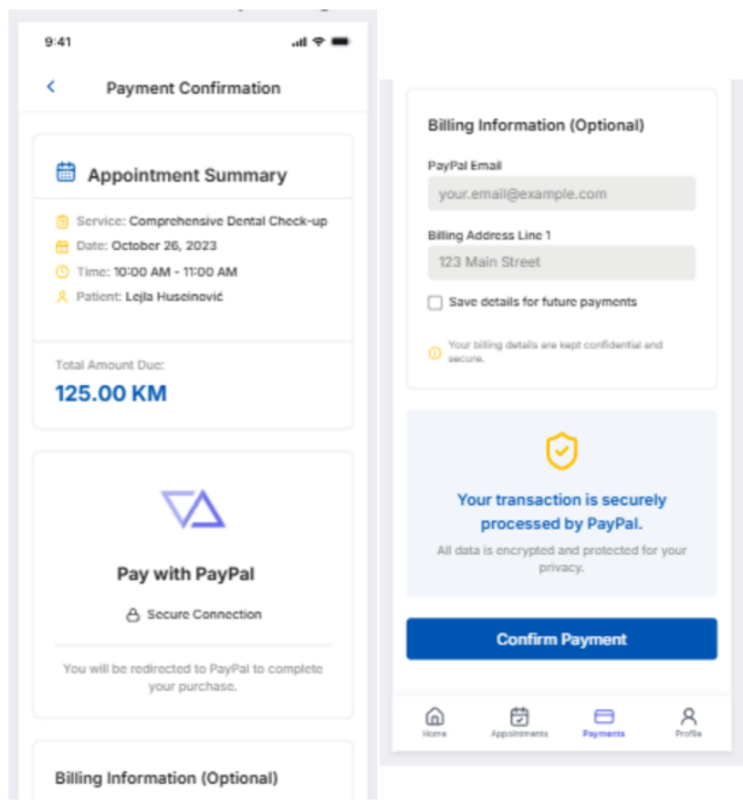 9:41
Payment Confirmation
Appointment Summary
Service: Comprehensive Dental Check-up
Date: October 26, 2023
Time: 10:00 AM - 11:00 AM
Patient: Lejla Huseinović
Total Amount Due:
125.00 KM
Pay with PayPal
Secure Connection
You will be redirected to PayPal to complete
your purchase.
Billing Information (Optional)
Billing Information (Optional)
PayPal Email
your.email@example.com
Billing Address Line 1
123 Main Street
Save details for future payments
Your billing details are kept confidential and
secure.
Your transaction is securely
processed by PayPal.
All data is encrypted and protected for your
privacy.
Confirm Payment
Home Appointments Payments Profile